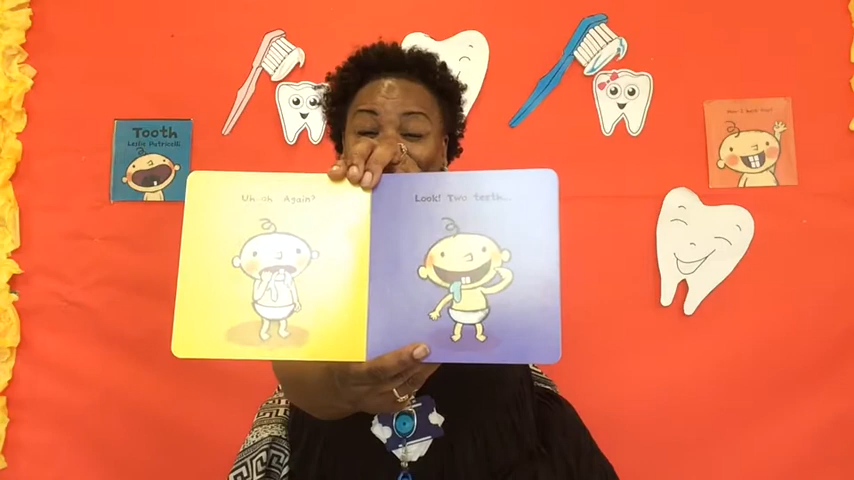 Tooth
Leslie Patricelli
Uh oh. Again?
Look! Two teeth...